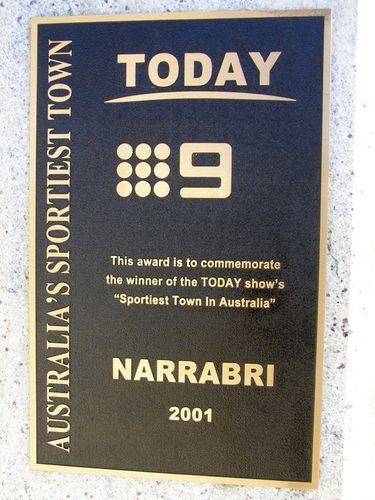 AUSTRALIA'S SPORTIEST TOWN
TODAY
9
This award is to commemorate
the winner of the TODAY show's
“Sportiest Town In Australia”
NARRABRI
2001